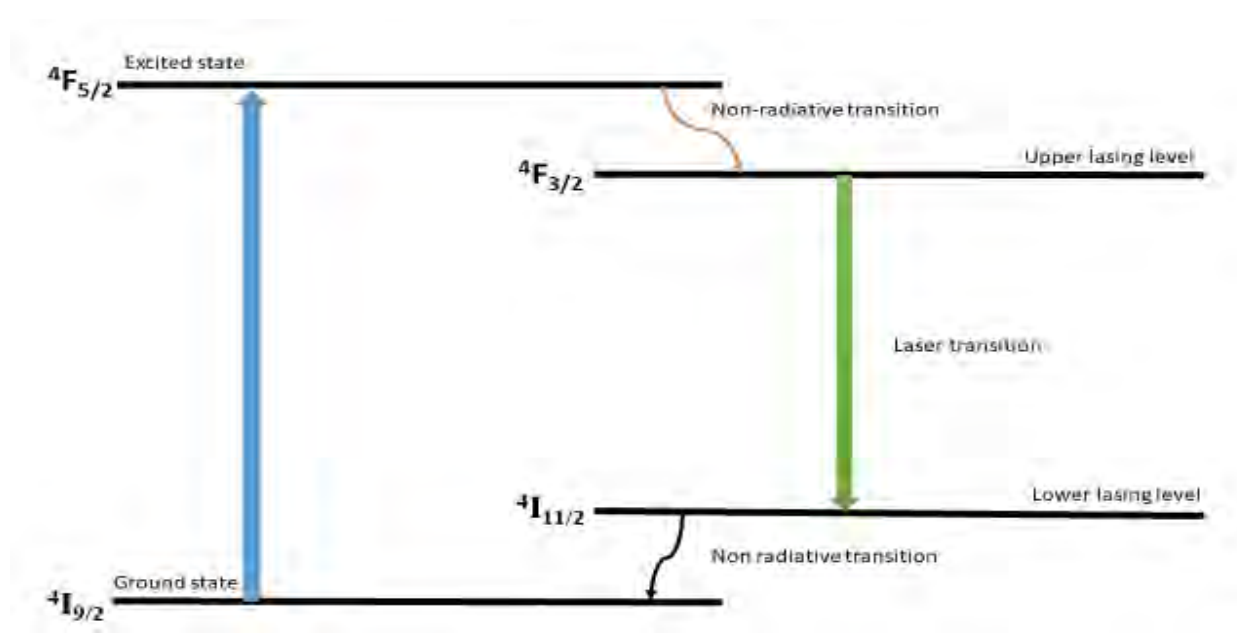 Excited state
⁴F₅/₂
Non-radiative transition
Upper lasing level
⁴F₃/₂
Laser transition
Lower lasing level
⁴I₁₁/₂
Non radiative transition
Ground state
⁴I₉/₂